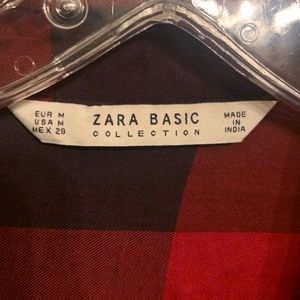 EUR M
USA M
MEX 28
ZARA BASIC
COLLECTION
MADE
IN
INDIA